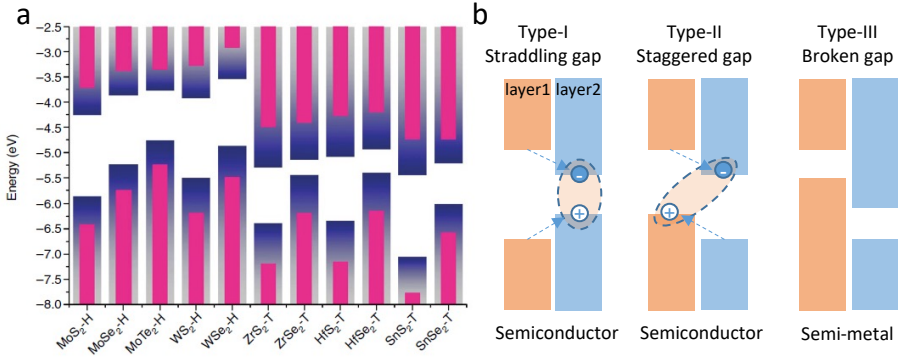 a
Energy (eV)
−2.5
−3.0
−3.5
−4.0
−4.5
−5.0
−5.5
−6.0
−6.5
−7.0
−7.5
−8.0
MoS₂-H
MoSe₂-H
MoTe₂-H
WS₂-H
WSe₂-H
ZrS₂-T
ZrSe₂-T
HfS₂-T
HfSe₂-T
SnS₂-T
SnSe₂-T
b
Type-I
Straddling gap
layer1 layer2
-
+
Semiconductor
Type-II
Staggered gap
-
+
Semiconductor
Type-III
Broken gap
Semi-metal